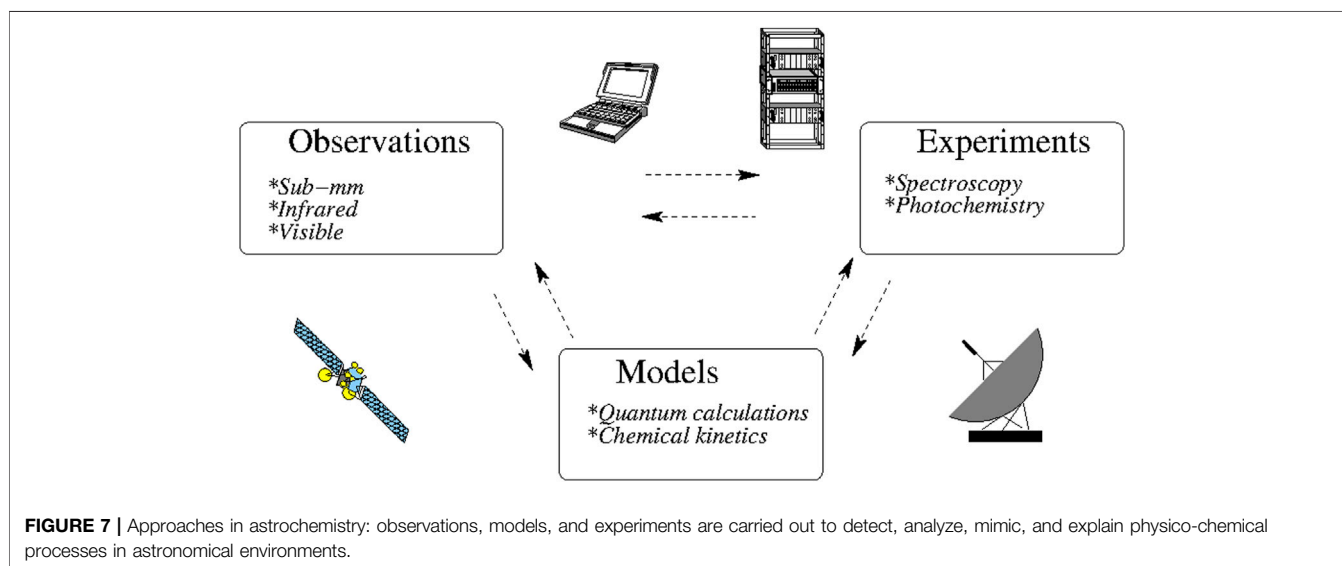 Observations
*Sub-mm
*Infrared
*Visible
Experiments
*Spectroscopy
*Photochemistry
Models
*Quantum calculations
*Chemical kinetics
FIGURE 7 | Approaches in astrochemistry: observations, models, and experiments are carried out to detect, analyze, mimic, and explain physico-chemical
processes in astronomical environments.